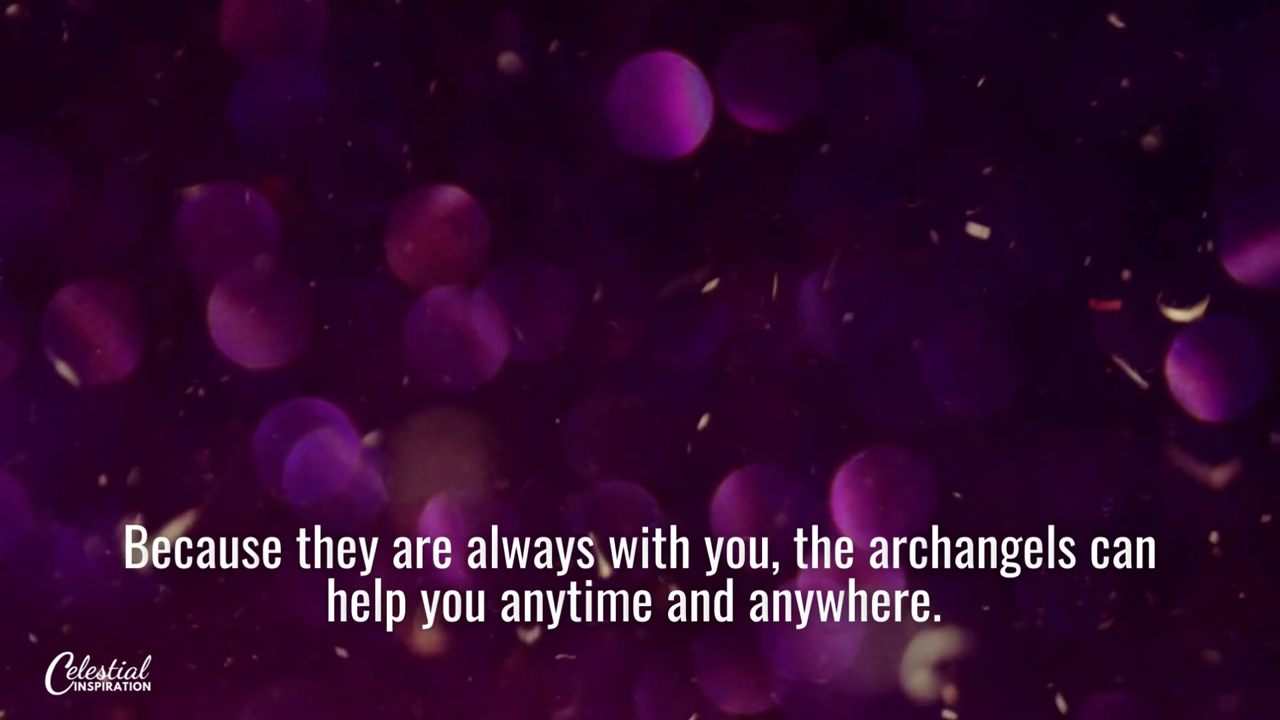 Because they are always with you, the archangels can
help you anytime and anywhere.
Celestial
INSPIRATION